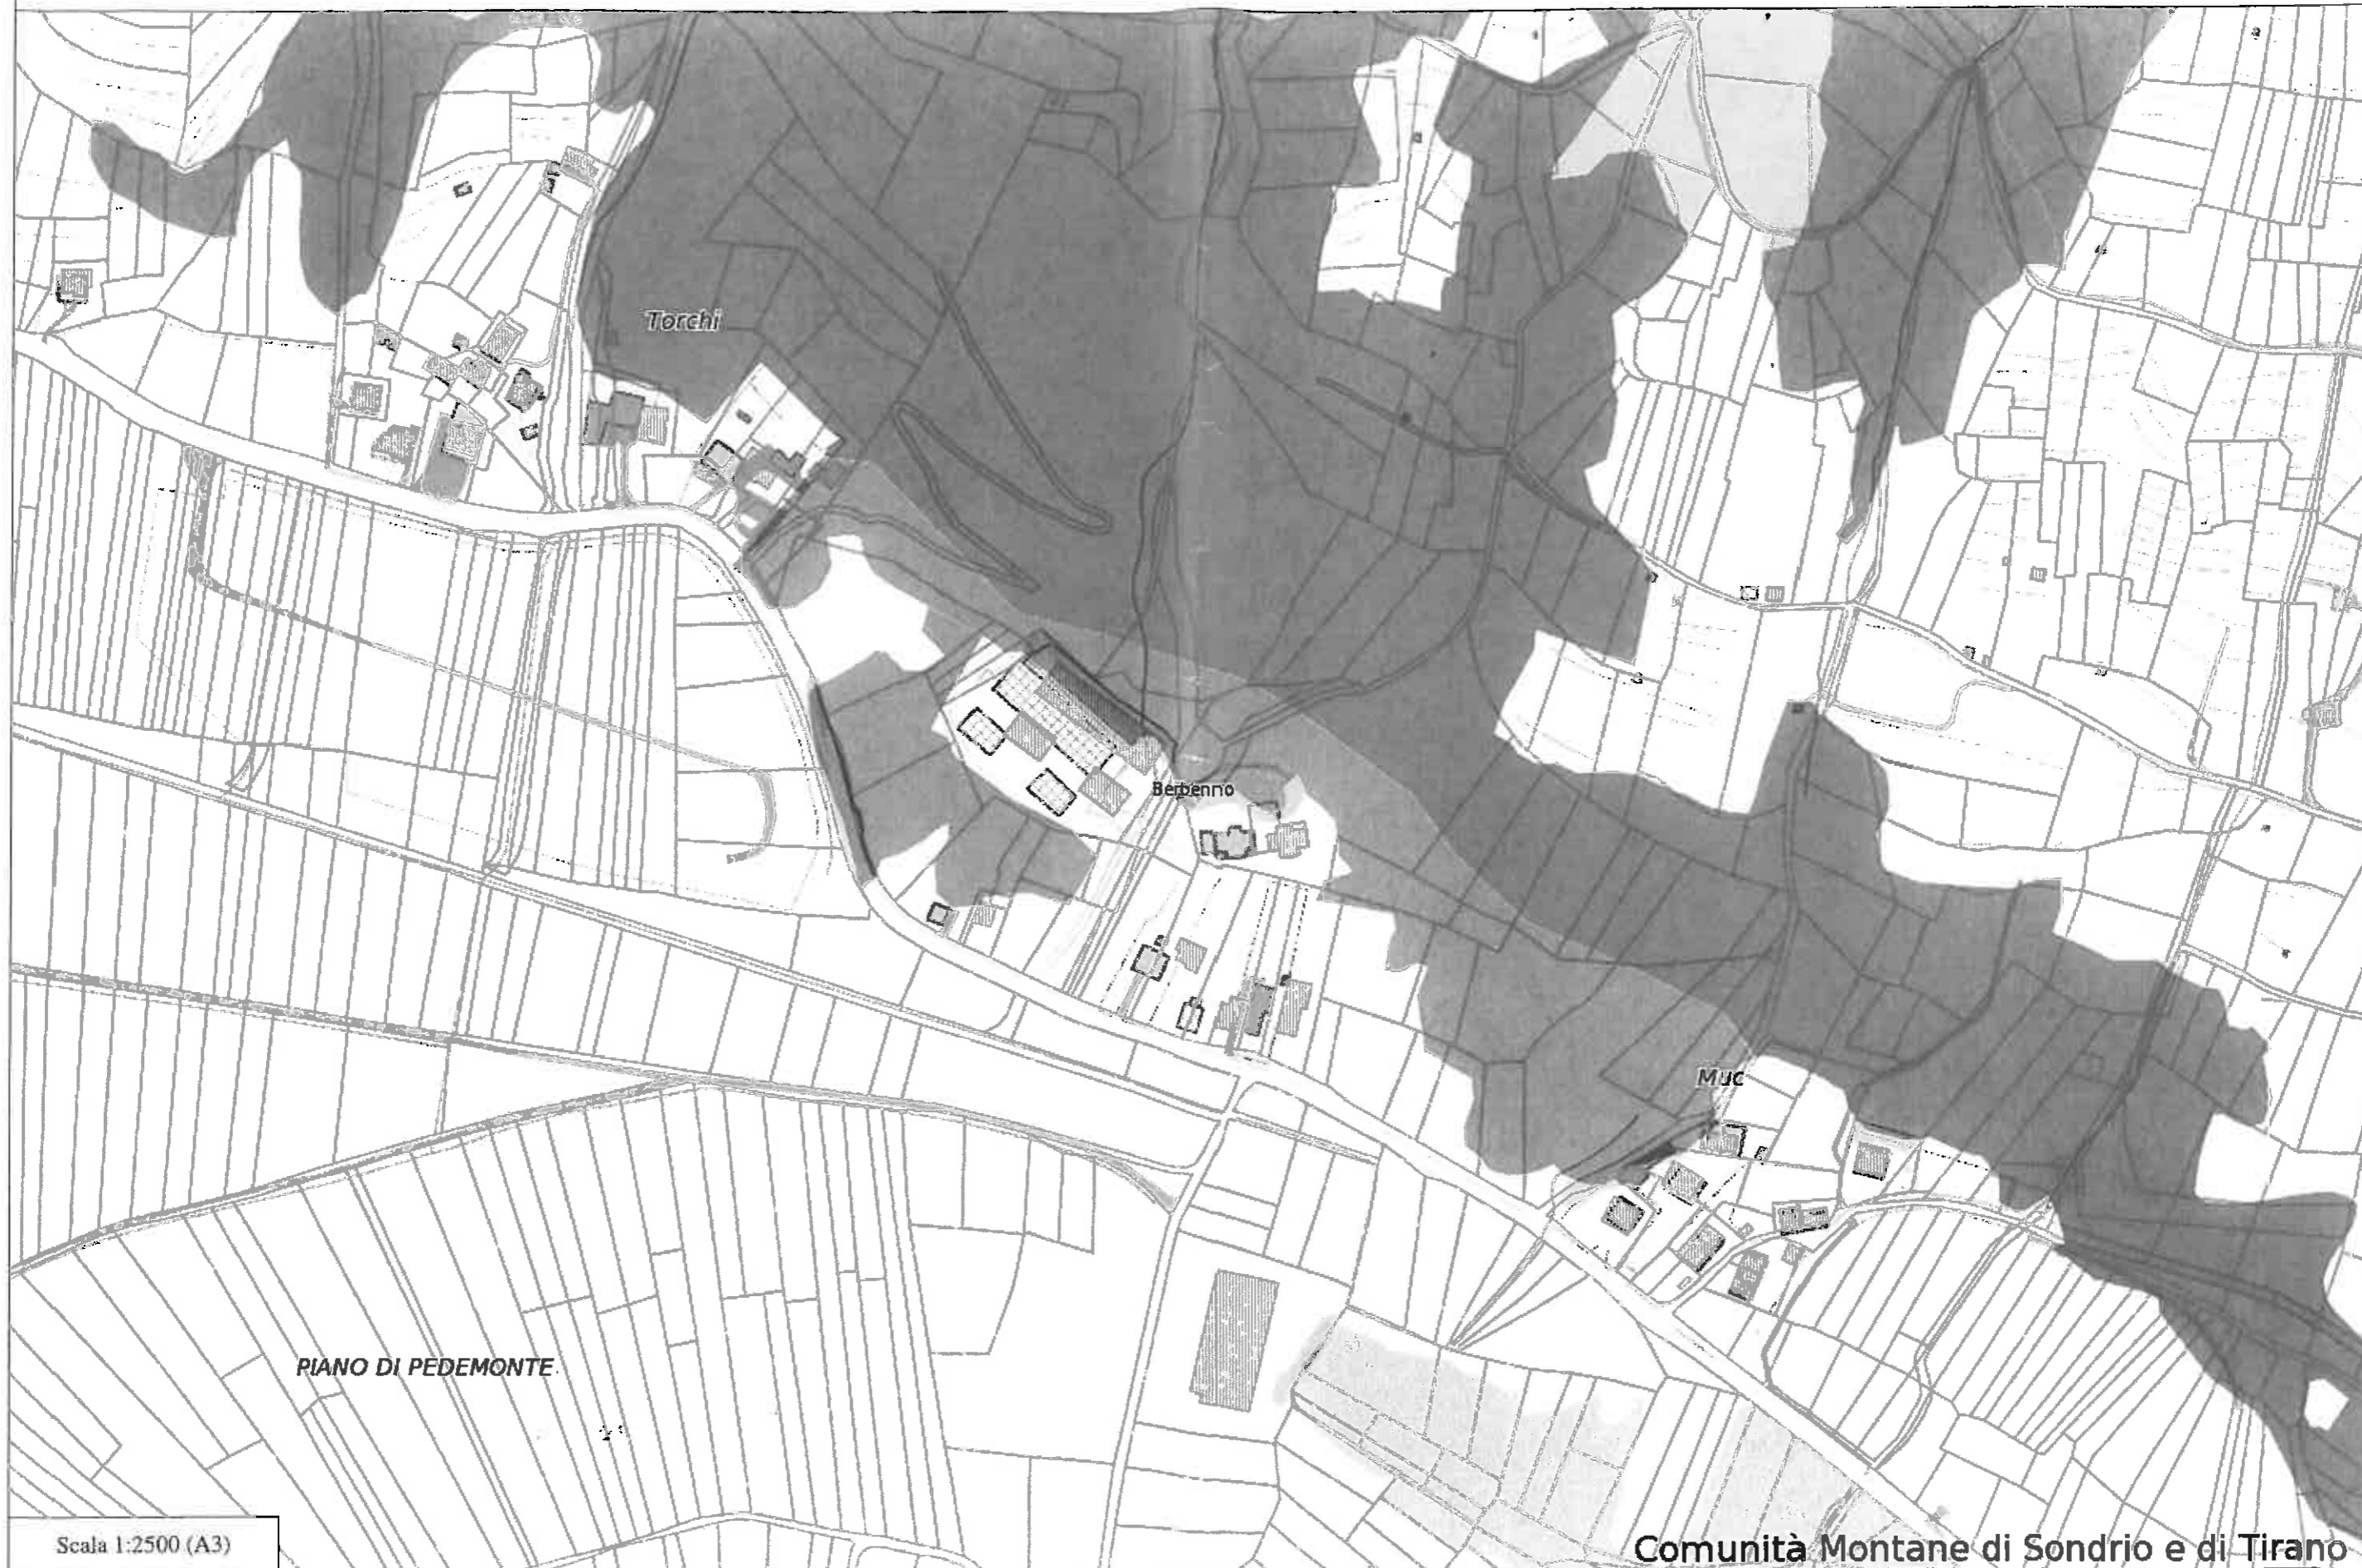 Torchi
Berbenno
Muc
PIANO DI PEDEMONTE
Scala 1:2500 (A3)
Comunità Montane di Sondrio e di Tirano